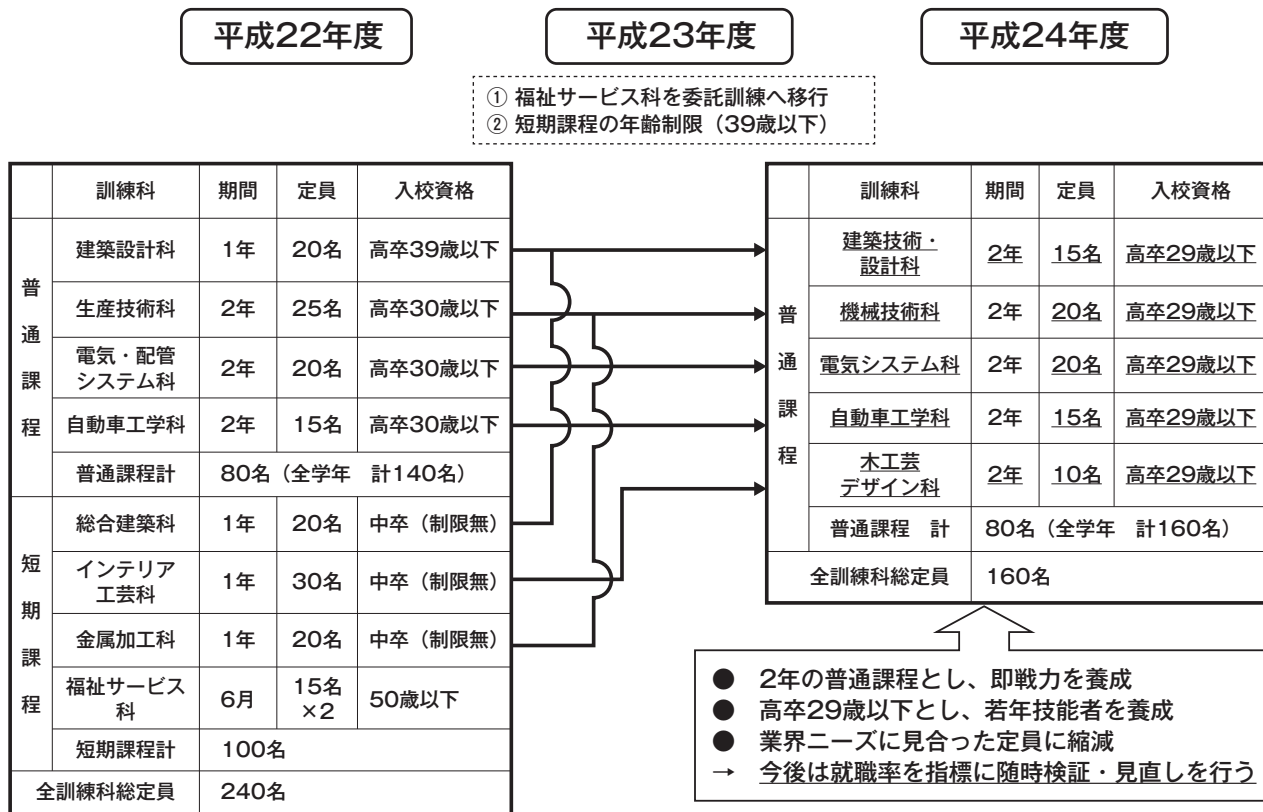 平成22年度
平成23年度
平成24年度
① 福祉サービス科を委託訓練へ移行
② 短期課程の年齢制限（39歳以下）
訓練科 期間 定員 入校資格
普通課程
建築設計科 1年 20名 高卒39歳以下
生産技術科 2年 25名 高卒30歳以下
電気・配管
システム科 2年 20名 高卒30歳以下
自動車工学科 2年 15名 高卒30歳以下
普通課程計 80名（全学年 計140名）
短期課程
総合建築科 1年 20名 中卒（制限無）
インテリア
工芸科 1年 30名 中卒（制限無）
金属加工科 1年 20名 中卒（制限無）
福祉サービス
科 6月 15名
×2 50歳以下
短期課程計 100名
全訓練科総定員 240名
訓練科 期間 定員 入校資格
普通課程
建築技術・
設計科 2年 15名 高卒29歳以下
機械技術科 2年 20名 高卒29歳以下
電気システム科 2年 20名 高卒29歳以下
自動車工学科 2年 15名 高卒29歳以下
木工芸
デザイン科 2年 10名 高卒29歳以下
普通課程 計 80名（全学年 計160名）
全訓練科総定員 160名
● 2年の普通課程とし、即戦力を養成
● 高卒29歳以下とし、若年技能者を養成
● 業界ニーズに見合った定員に縮減
→ 今後は就職率を指標に随時検証・見直しを行う